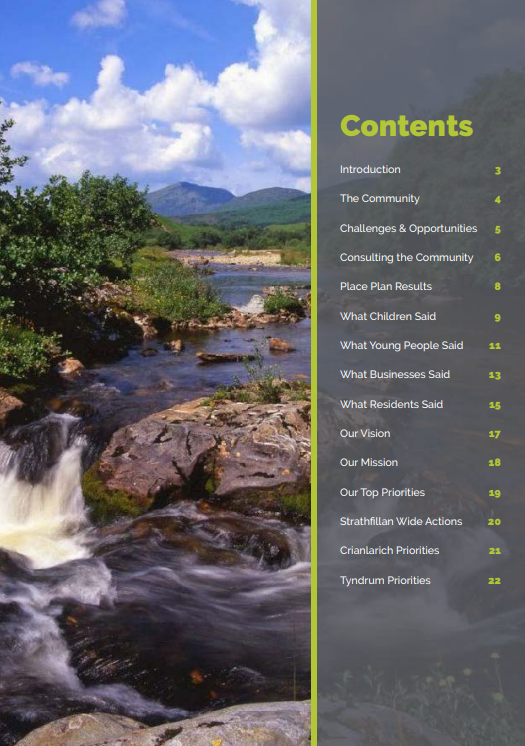 Contents
Introduction 3
The Community 4
Challenges & Opportunities 5
Consulting the Community 6
Place Plan Results 8
What Children Said 9
What Young People Said 11
What Businesses Said 13
What Residents Said 15
Our Vision 17
Our Mission 18
Our Top Priorities 19
Strathfillan Wide Actions 20
Crianlarich Priorities 21
Tyndrum Priorities 22